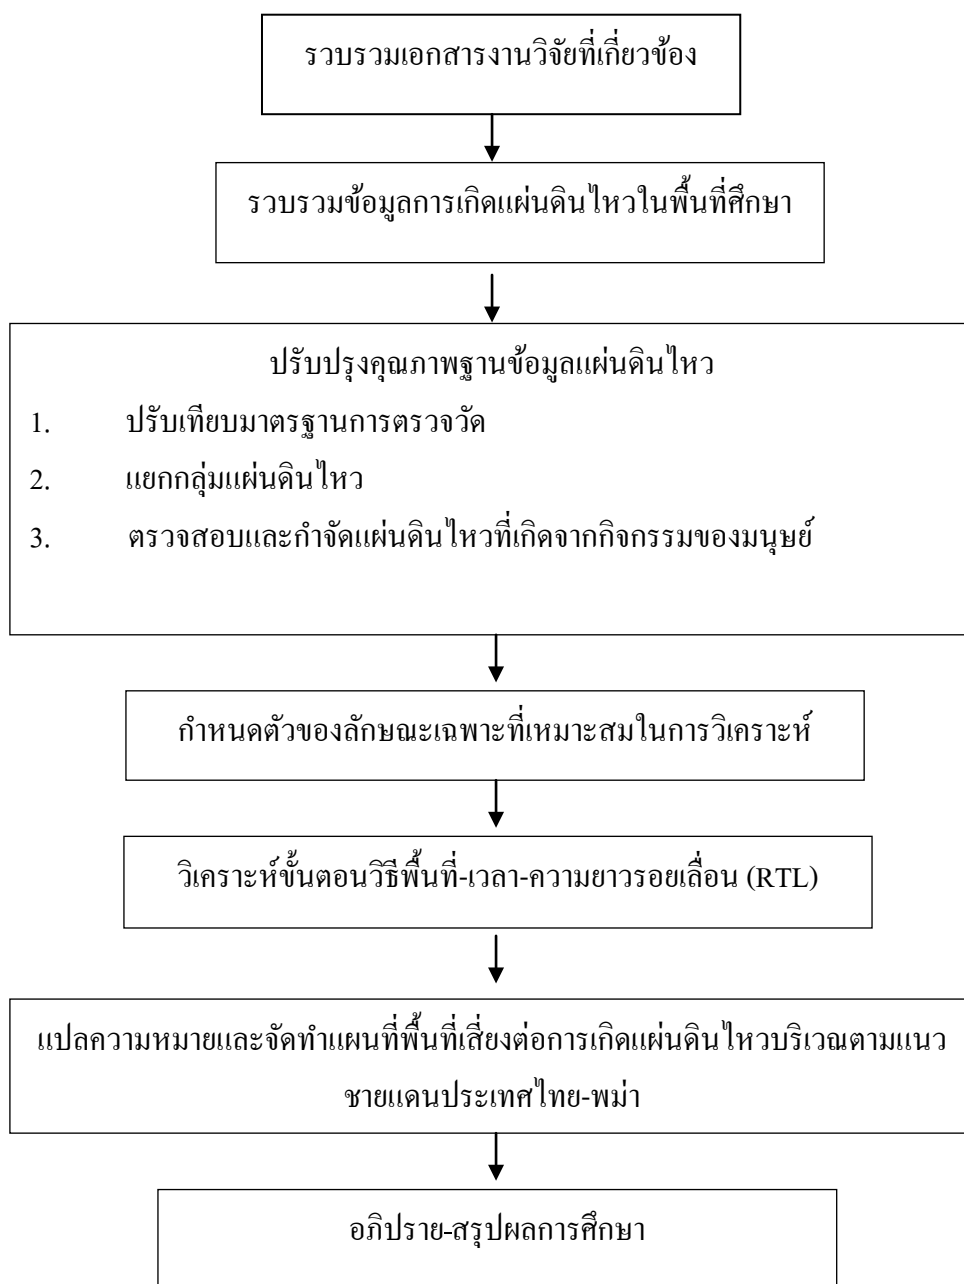 รวบรวมเอกสารงานวิจัยที่เกี่ยวข้อง
รวบรวมข้อมูลการเกิดแผ่นดินไหวในพื้นที่ศึกษา
ปรับปรุงคุณภาพฐานข้อมูลแผ่นดินไหว
1. ปรับเทียบมาตรฐานการตรวจวัด
2. แยกกลุ่มแผ่นดินไหว
3. ตรวจสอบและกำจัดแผ่นดินไหวที่เกิดจากกิจกรรมของมนุษย์
กำหนดตัวของลักษณะเฉพาะที่เหมาะสมในการวิเคราะห์
วิเคราะห์ขั้นตอนวิธีพื้นที่-เวลา-ความยาวรอยเลื่อน (RTL)
แปลความหมายและจัดทำแผนที่พื้นที่เสี่ยงต่อการเกิดแผ่นดินไหวบริเวณตามแนว
ชายแดนประเทศไทย-พม่า
อภิปราย-สรุปผลการศึกษา